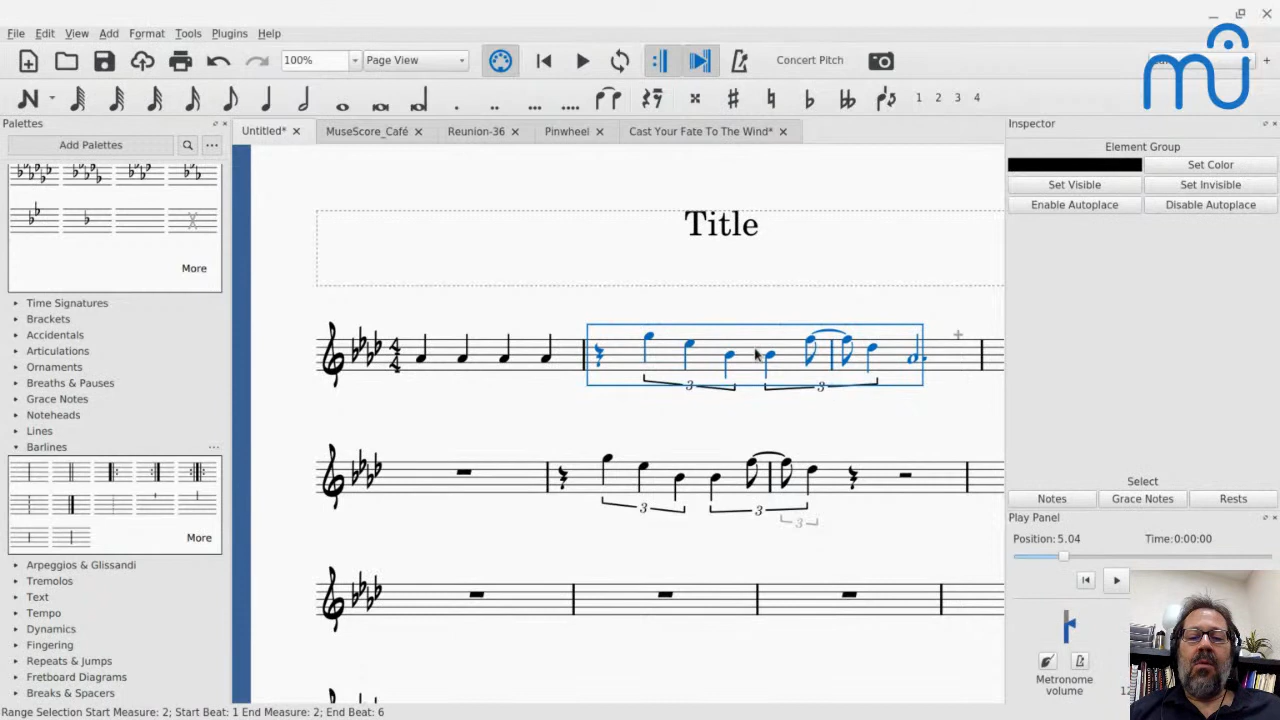 File Edit View Add Format Tools Plugins Help
100% Page View Concert Pitch
1 2 3 4
Palettes
Untitled* MuseScore_Café Reunion-36 Pinwheel Cast Your Fate To The Wind*
Inspector
Add Palettes
Element Group
Set Color
Set Visible Set Invisible
Enable Autoplace Disable Autoplace
More
Title
Time Signatures
Brackets
Accidentals
Articulations
Ornaments
Breaths & Pauses
Grace Notes
Noteheads
Lines
Barlines
More
Arpeggios & Glissandi
Tremolos
Text
Tempo
Dynamics
Fingering
Repeats & Jumps
Fretboard Diagrams
Breaks & Spacers
4
4
3 3
3 3
3
Select
Notes Grace Notes Rests
Play Panel
Position: 5.04 Time:0:00:00
Metronome
volume
Range Selection Start Measure: 2; Start Beat: 1 End Measure: 2; End Beat: 6